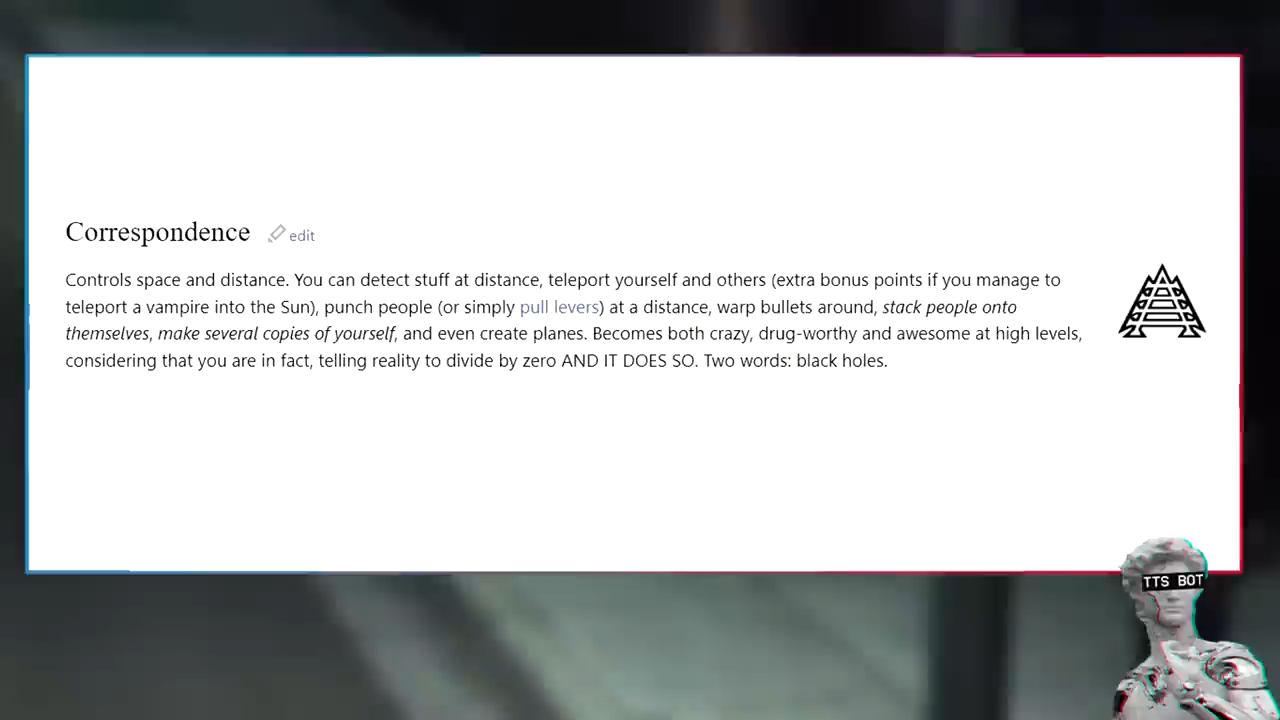 Correspondence edit
Controls space and distance. You can detect stuff at distance, teleport yourself and others (extra bonus points if you manage to
teleport a vampire into the Sun), punch people (or simply pull levers) at a distance, warp bullets around, stack people onto
themselves, make several copies of yourself, and even create planes. Becomes both crazy, drug-worthy and awesome at high levels,
considering that you are in fact, telling reality to divide by zero AND IT DOES SO. Two words: black holes.
TTS BOT